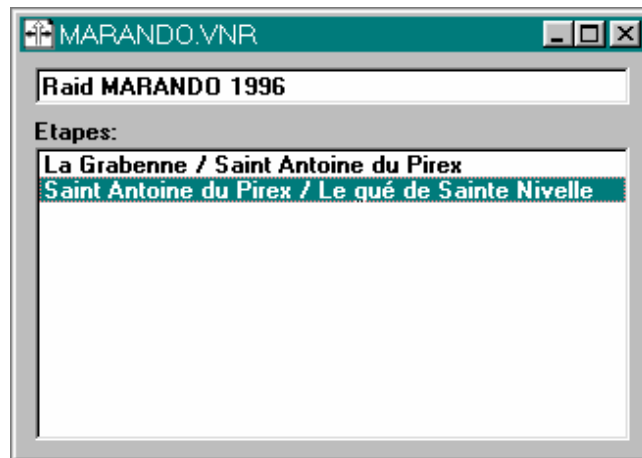 MARANDO.VNR
Raid MARANDO 1996
Etapes:
La Grabenne / Saint Antoine du Pirex
Saint Antoine du Pirex / Le qué de Sainte Nivelle